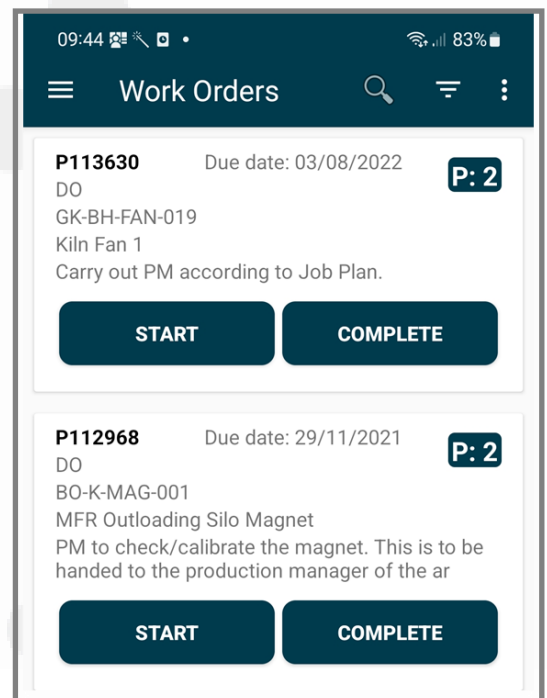 09:44 83%
Work Orders
P113630 Due date: 03/08/2022 P: 2
DO
GK-BH-FAN-019
Kiln Fan 1
Carry out PM according to Job Plan.
START COMPLETE
P112968 Due date: 29/11/2021 P: 2
DO
BO-K-MAG-001
MFR Outloading Silo Magnet
PM to check/calibrate the magnet. This is to be
handed to the production manager of the ar
START COMPLETE